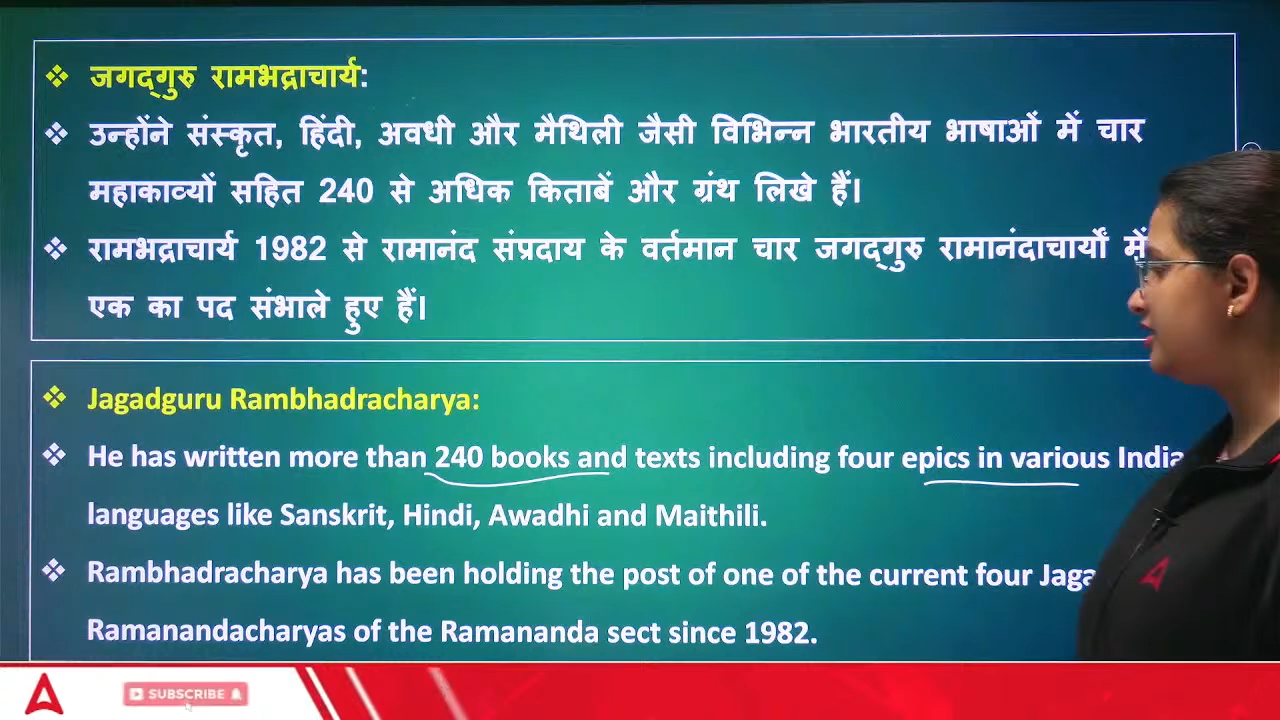 ❖ जगद्गुरु रामभद्राचार्य:
❖ उन्होंने संस्कृत, हिंदी, अवधी और मैथिली जैसी विभिन्न भारतीय भाषाओं में चार
महाकाव्यों सहित 240 से अधिक किताबें और ग्रंथ लिखे हैं।
❖ रामभद्राचार्य 1982 से रामानंद संप्रदाय के वर्तमान चार जगद्गुरु रामानंदाचार्यों में
एक का पद संभाले हुए हैं।
❖ Jagadguru Rambhadracharya:
❖ He has written more than 240 books and texts including four epics in various India
languages like Sanskrit, Hindi, Awadhi and Maithili.
❖ Rambhadracharya has been holding the post of one of the current four Jaga
Ramanandacharyas of the Ramananda sect since 1982.
SUBSCRIBE